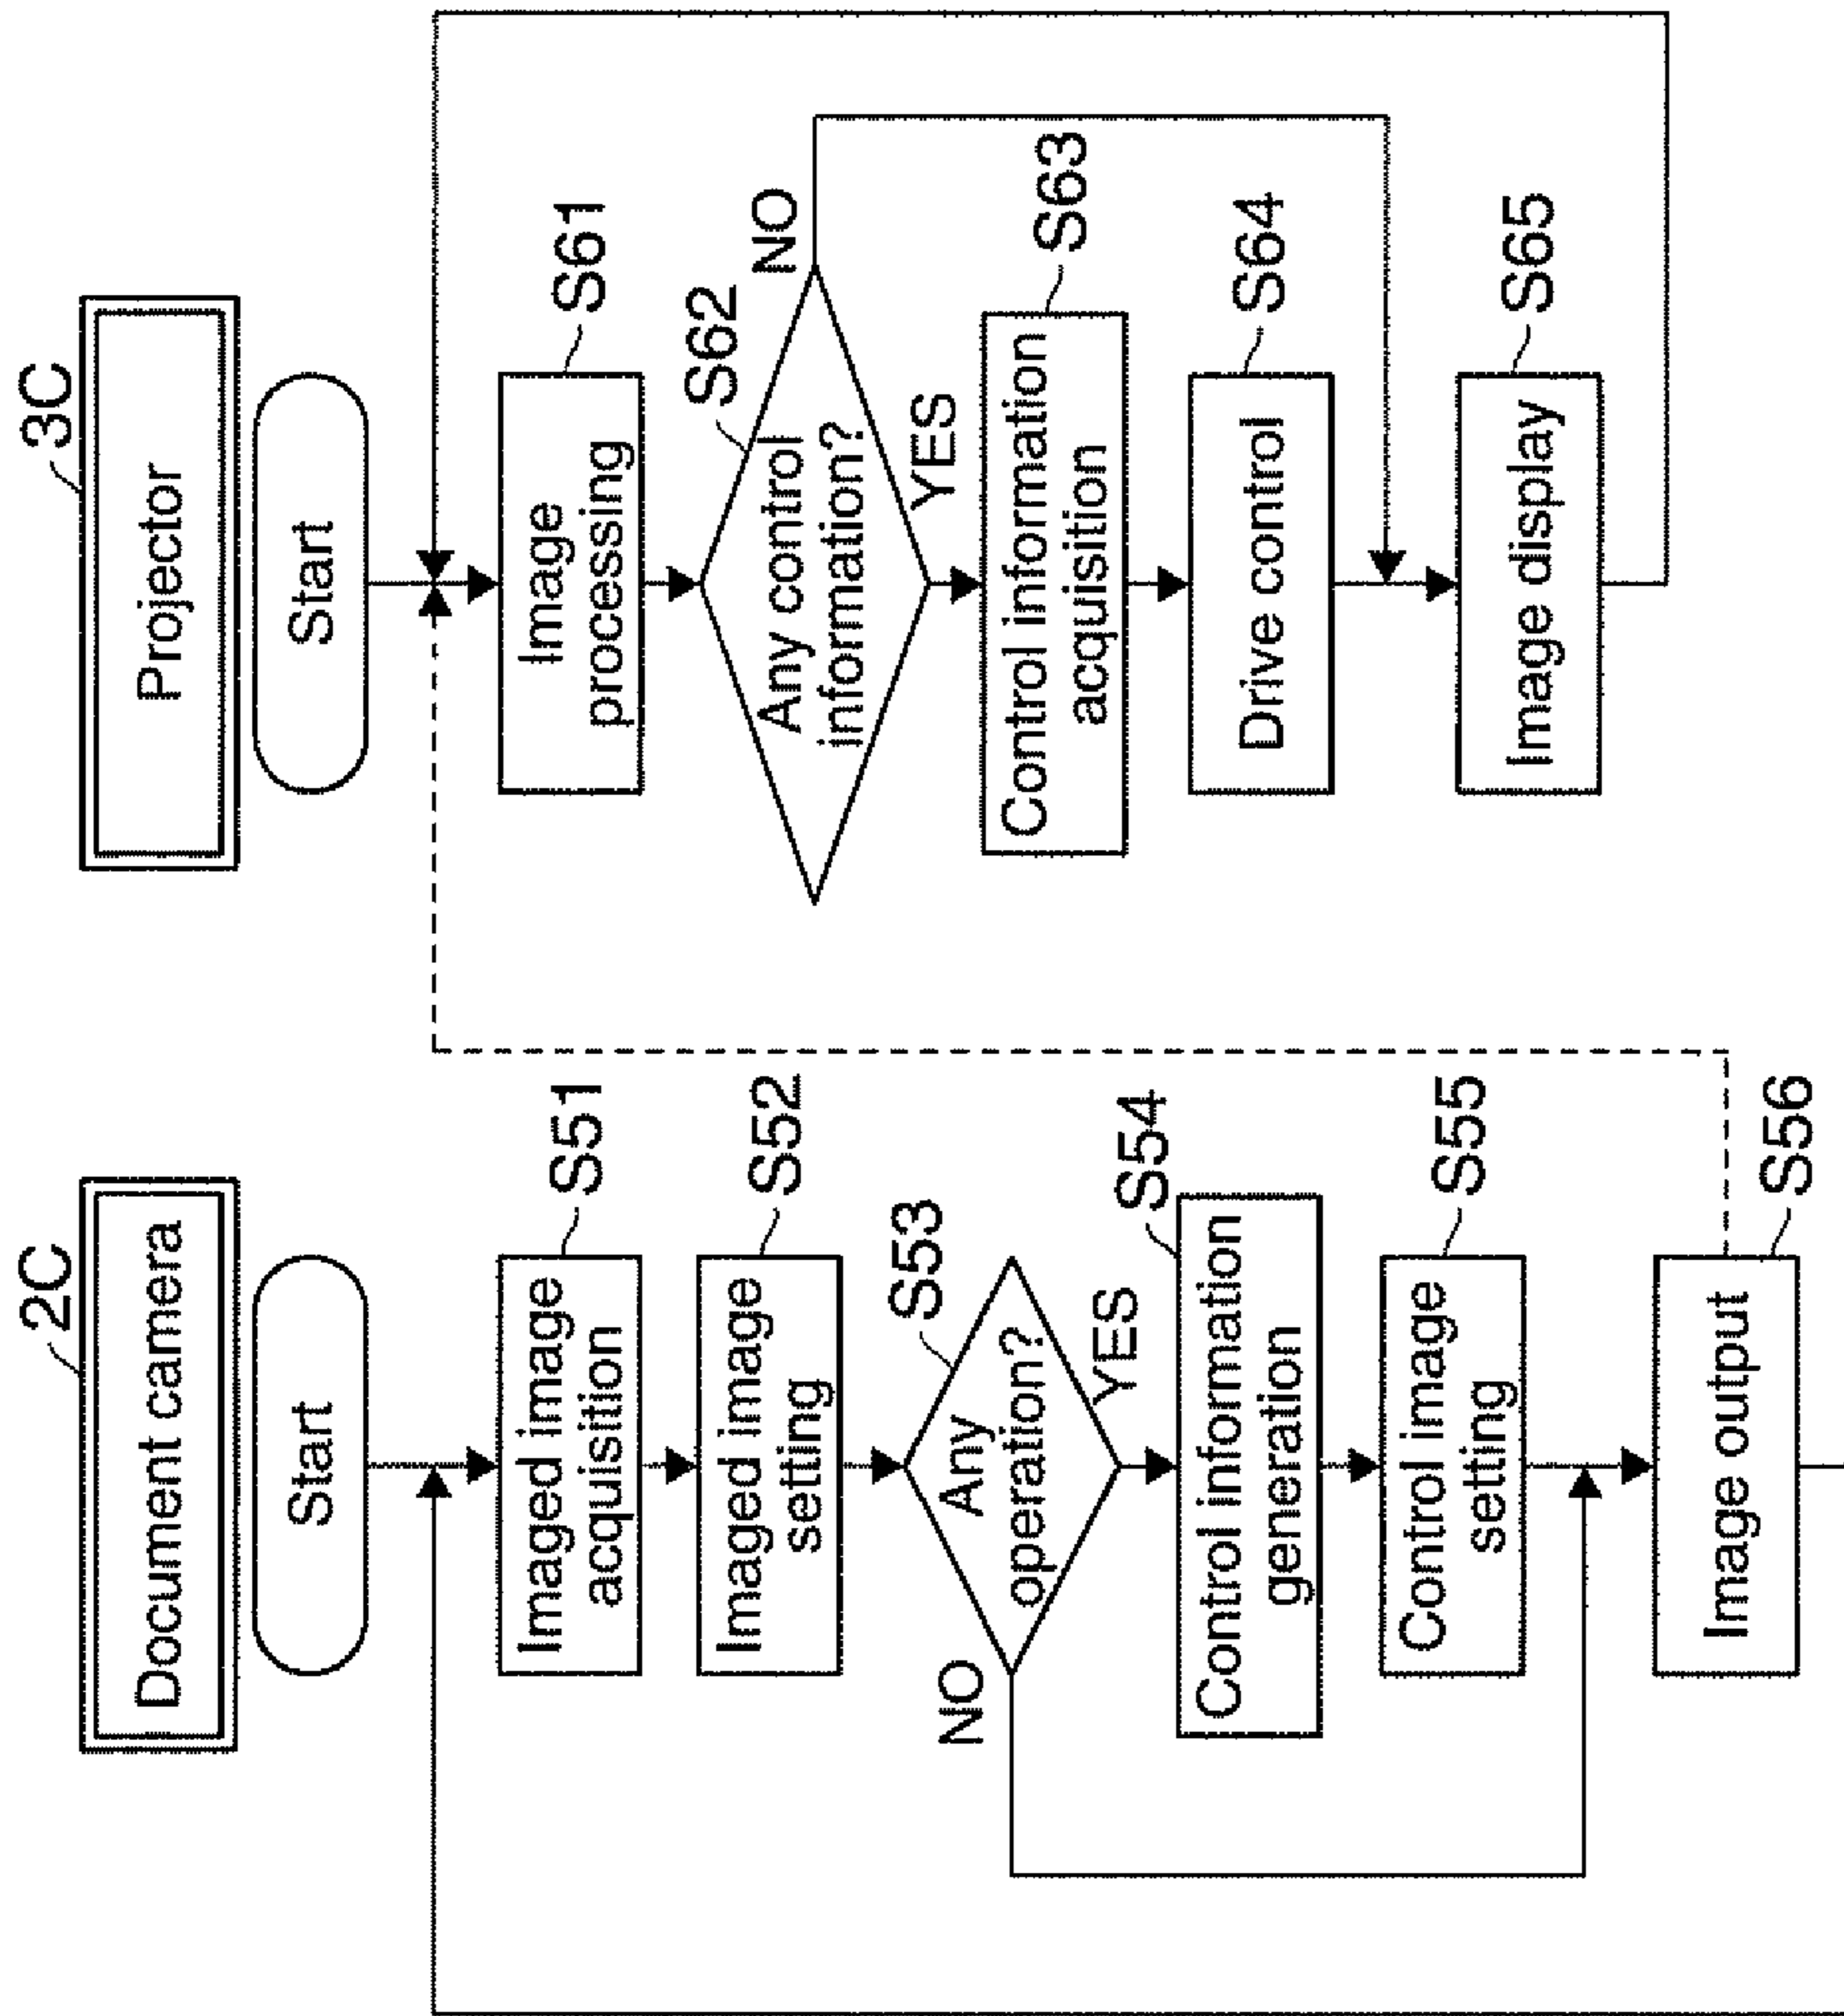 2C
Document camera
Start
Imaged image
acquisition
S51
Imaged image
setting
S52
Any
operation?
S53
NO
YES
Control information
generation
S54
Control image
setting
S55
Image output
S56
3C
Projector
Start
Image
processing
S61
Any control
information?
S62
NO
YES
Control information
acquisition
S63
Drive control
S64
Image display
S65